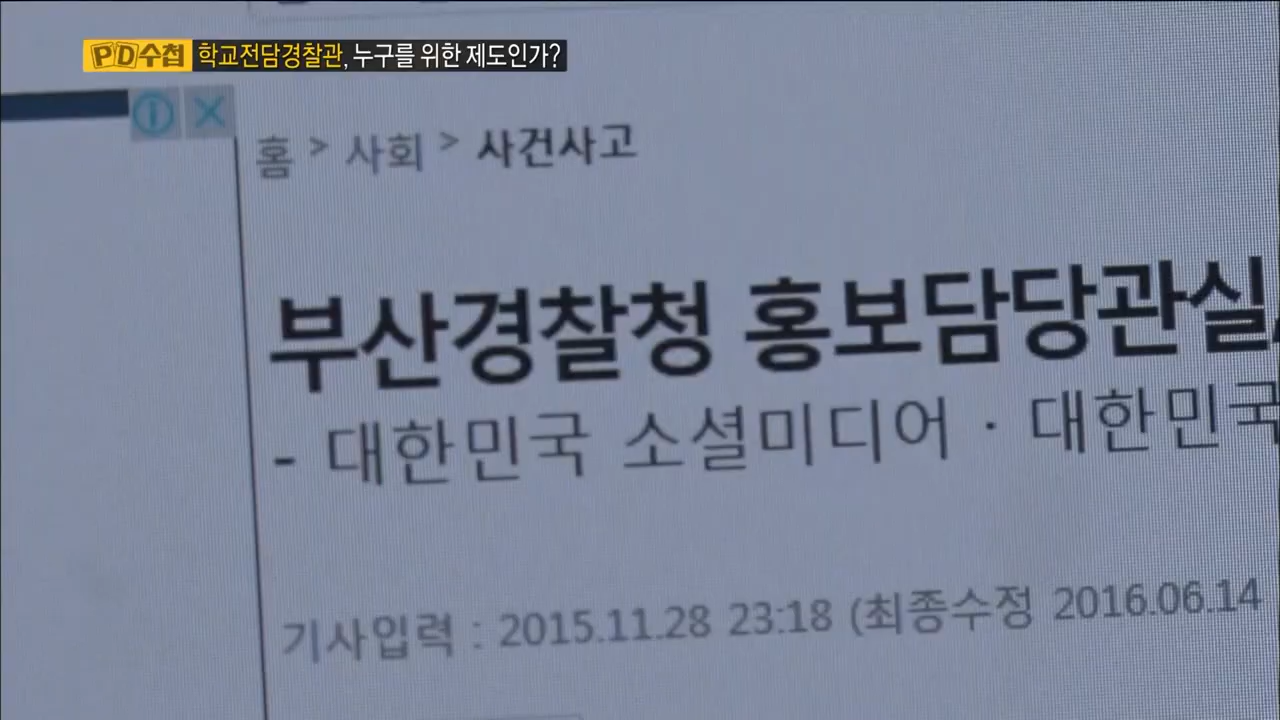 PD수첩 학교전담경찰관, 누구를 위한 제도인가?
홈 > 사회 > 사건사고
부산경찰청 홍보담당관실
- 대한민국 소셜미디어 · 대한민국
기사입력 : 2015.11.28 23:18 (최종수정 2016.06.14